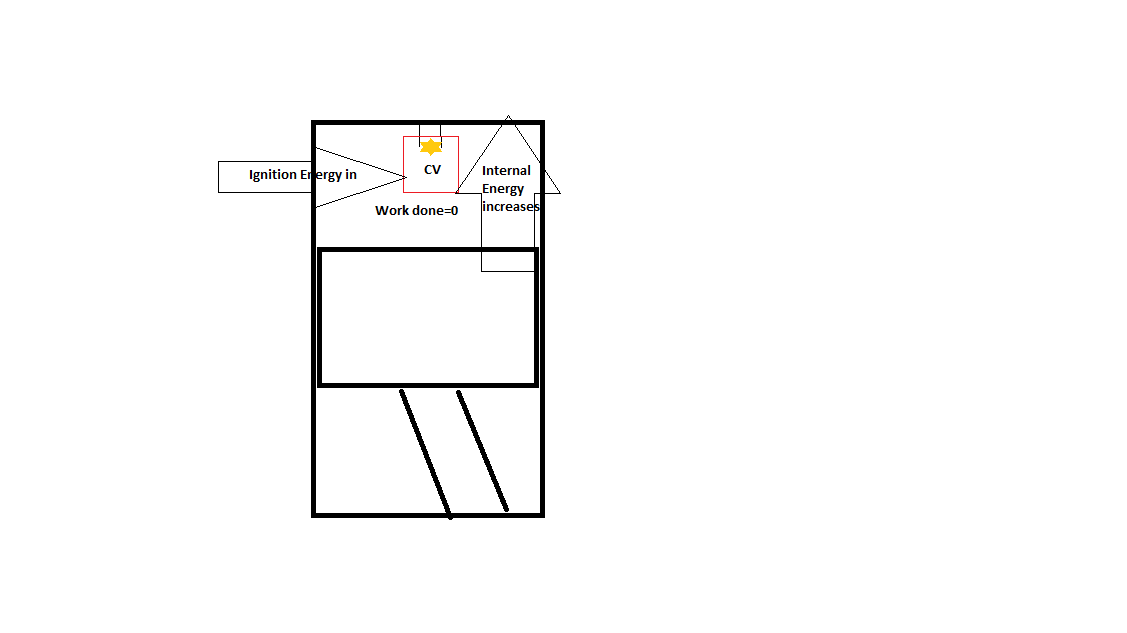 Ignition Energy in
CV
Internal
Energy
increases
Work done=0